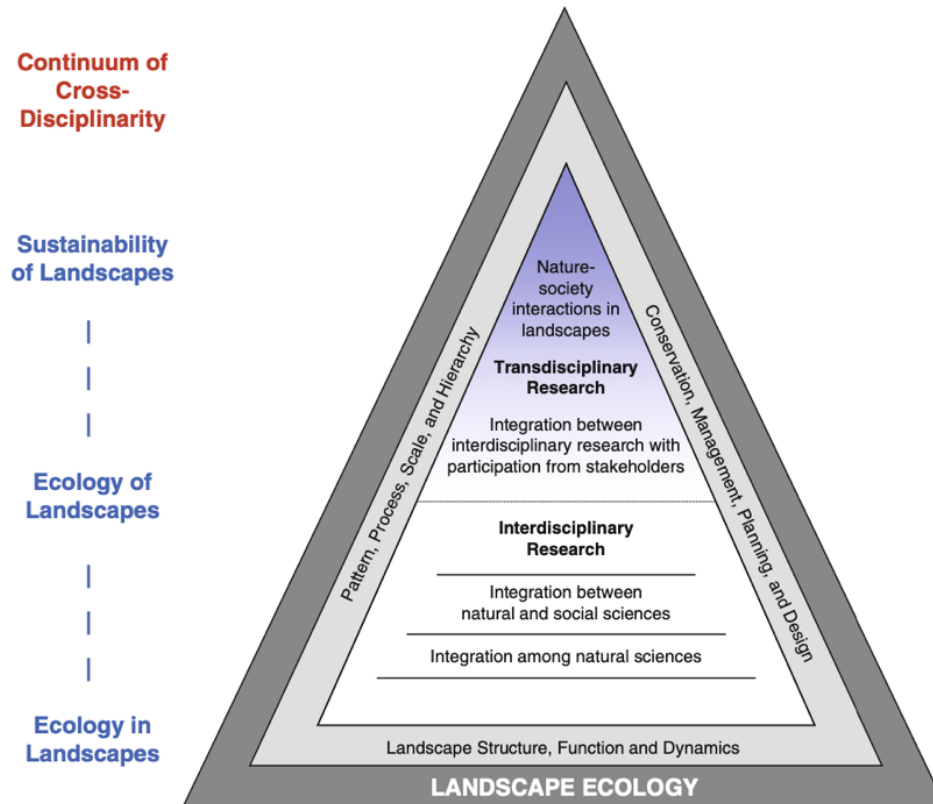 Continuum of
Cross-
Disciplinarity
Sustainability
of Landscapes
Ecology of
Landscapes
Ecology in
Landscapes
Nature-
society
interactions in
landscapes
Transdisciplinary
Research
Integration between
interdisciplinary research with
participation from stakeholders
Interdisciplinary
Research
Integration between
natural and social sciences
Integration among natural sciences
Pattern, Process, Scale, and Hierarchy
Conservation, Management, Planning, and Design
Landscape Structure, Function and Dynamics
LANDSCAPE ECOLOGY